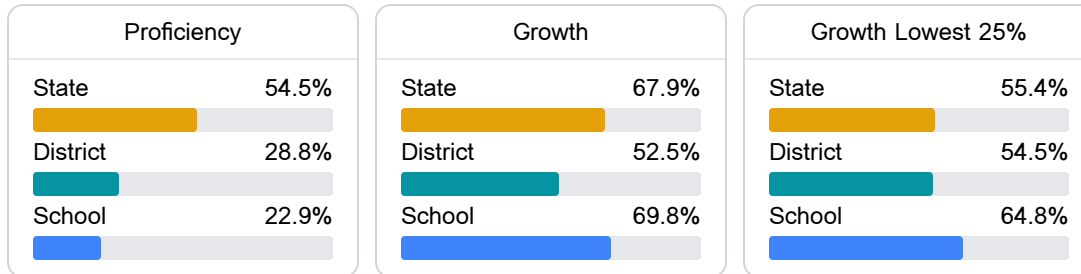 Proficiency
State 54.5%
District 28.8%
School 22.9%
Growth
State 67.9%
District 52.5%
School 69.8%
Growth Lowest 25%
State 55.4%
District 54.5%
School 64.8%